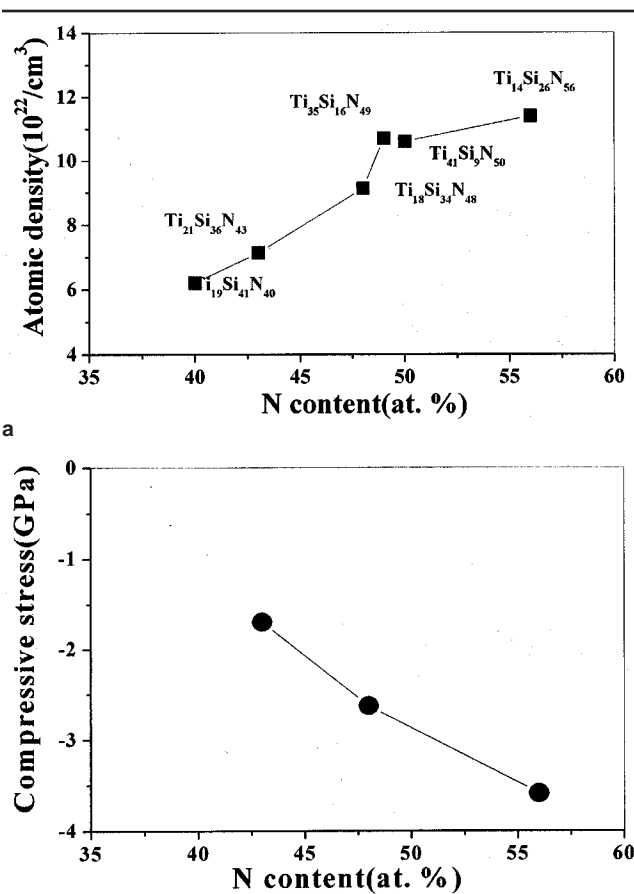 14
12
10
8
6
4
Atomic density(10²²/cm³)
Ti₁₄Si₂₆N₅₆
Ti₃₅Si₁₆N₄₉
Ti₄₁Si₉N₅₀
Ti₁₈Si₃₄N₄₈
Ti₂₁Si₃₆N₄₃
i₁₉Si₄₁N₄₀
35 40 45 50 55 60
N content(at. %)
a
0
-1
-2
-3
-4
Compressive stress(GPa)
35 40 45 50 55 60
N content(at. %)